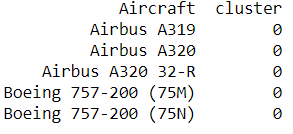 Aircraft cluster
Airbus A319 0
Airbus A320 0
Airbus A320 32-R 0
Boeing 757-200 (75M) 0
Boeing 757-200 (75N) 0